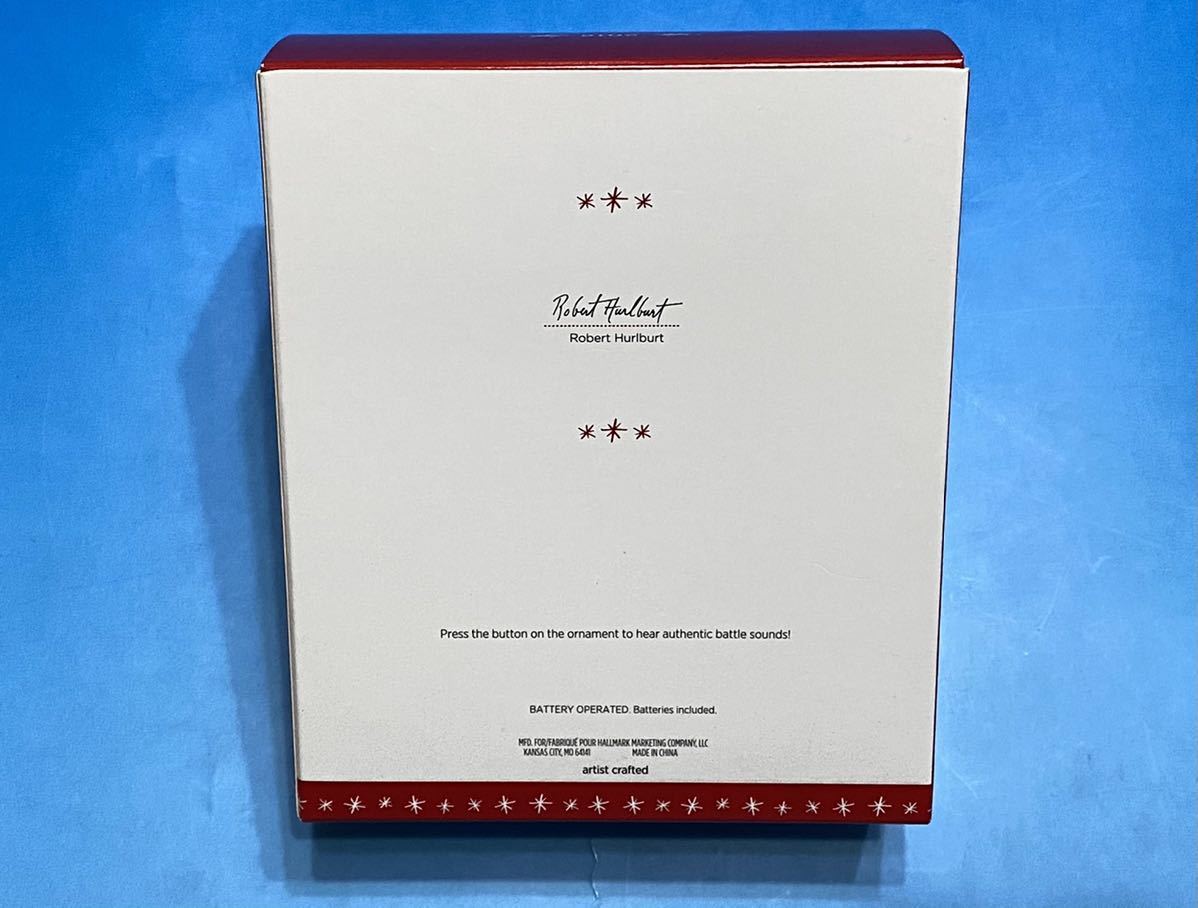 Robert Hurlburt
Robert Hurlburt
Press the button on the ornament to hear authentic battle sounds!
BATTERY OPERATED. Batteries included.
MFD. FOR/FABRIQUÉ POUR HALLMARK MARKETING COMPANY, LLC
KANSAS CITY, MO 64141 MADE IN CHINA
artist crafted